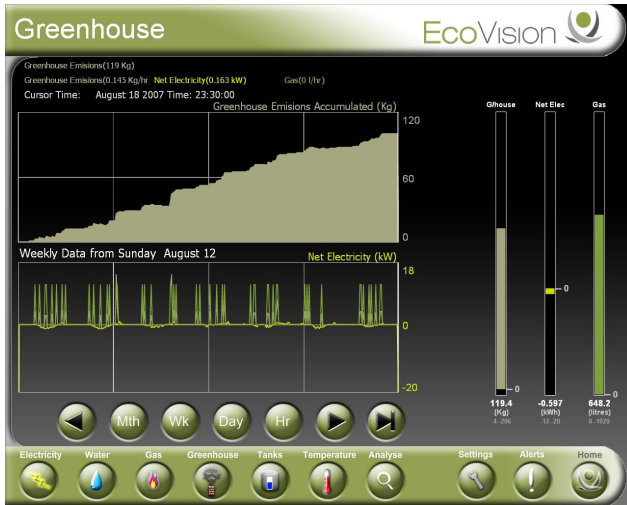 Greenhouse
EcoVision
Greenhouse Emisions(119 Kg)
Greenhouse Emisions(0.145 Kg/hr) Net Electricity(0.163 kW) Gas(0 l/hr)
Cursor Time: August 18 2007 Time: 23:30:00
Greenhouse Emisions Accumulated (Kg)
120
60
0
Weekly Data from Sunday August 12
Net Electricity (kW)
18
0
-20
G/house Net Elec Gas
0
0
0
119.4 -0.597 648.2
(Kg) (kWh) (litres)
-4 -206 12 -20 0 -1020
Mth Wk Day Hr
Electricity Water Gas Greenhouse Tanks Temperature Analyse Settings Alerts Home